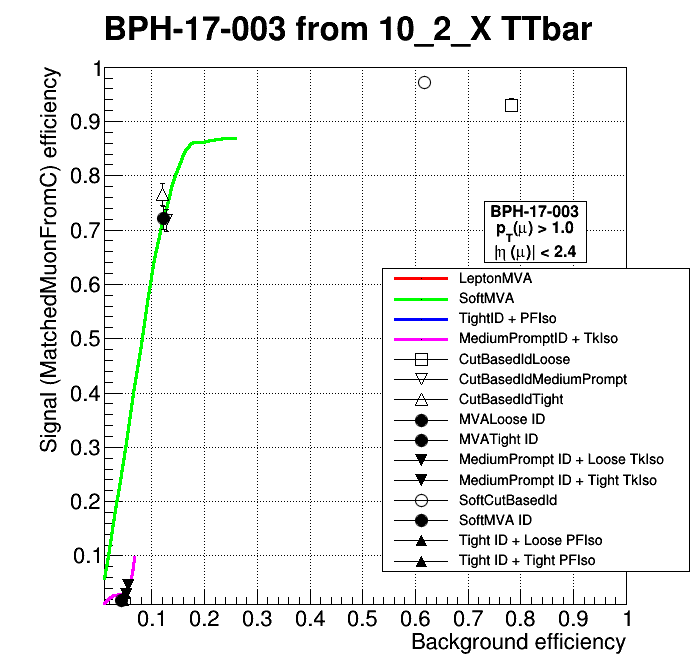 BPH-17-003 from 10_2_X TTbar
Signal (MatchedMuonFromC) efficiency
1
0.9
0.8
0.7
0.6
0.5
0.4
0.3
0.2
0.1
BPH-17-003
pT(μ) > 1.0
|η (μ)| < 2.4
LeptonMVA
SoftMVA
TightID + PFIso
MediumPromptID + TkIso
CutBasedIdLoose
CutBasedIdMediumPrompt
CutBasedIdTight
MVALoose ID
MVATight ID
MediumPrompt ID + Loose TkIso
MediumPrompt ID + Tight TkIso
SoftCutBasedId
SoftMVA ID
Tight ID + Loose PFIso
Tight ID + Tight PFIso
0.1 0.2 0.3 0.4 0.5 0.6 0.7 0.8 0.9 1
Background efficiency